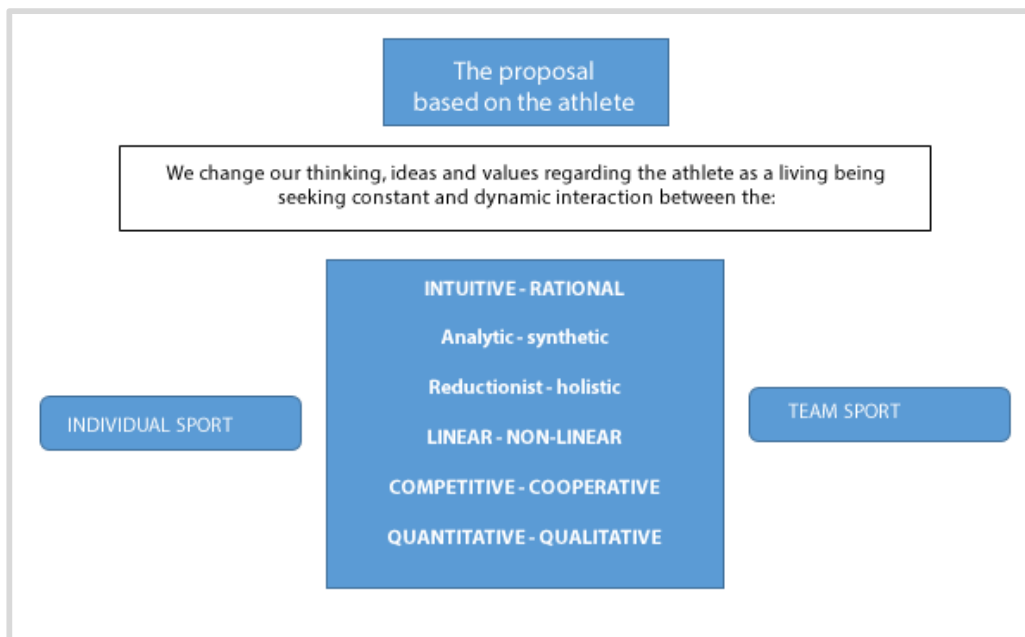 The proposal
based on the athlete
We change our thinking, ideas and values regarding the athlete as a living being
seeking constant and dynamic interaction between the:
INTUITIVE - RATIONAL
Analytic - synthetic
Reductionist - holistic
INDIVIDUAL SPORT
TEAM SPORT
LINEAR - NON-LINEAR
COMPETITIVE - COOPERATIVE
QUANTITATIVE - QUALITATIVE